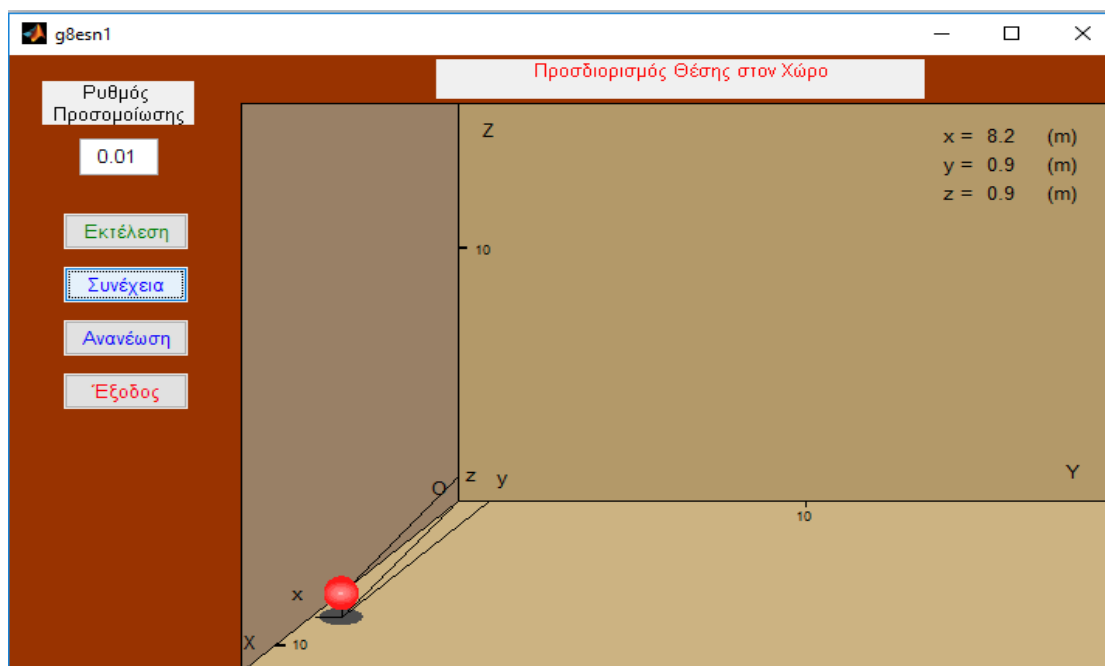 g8esn1
Προσδιορισμός Θέσης στον Χώρο
Ρυθμός
Προσομοίωσης
0.01
Εκτέλεση
Συνέχεια
Ανανέωση
Έξοδος
Z
x = 8.2 (m)
y = 0.9 (m)
z = 0.9 (m)
10
O z y
Y
10
x
X 10